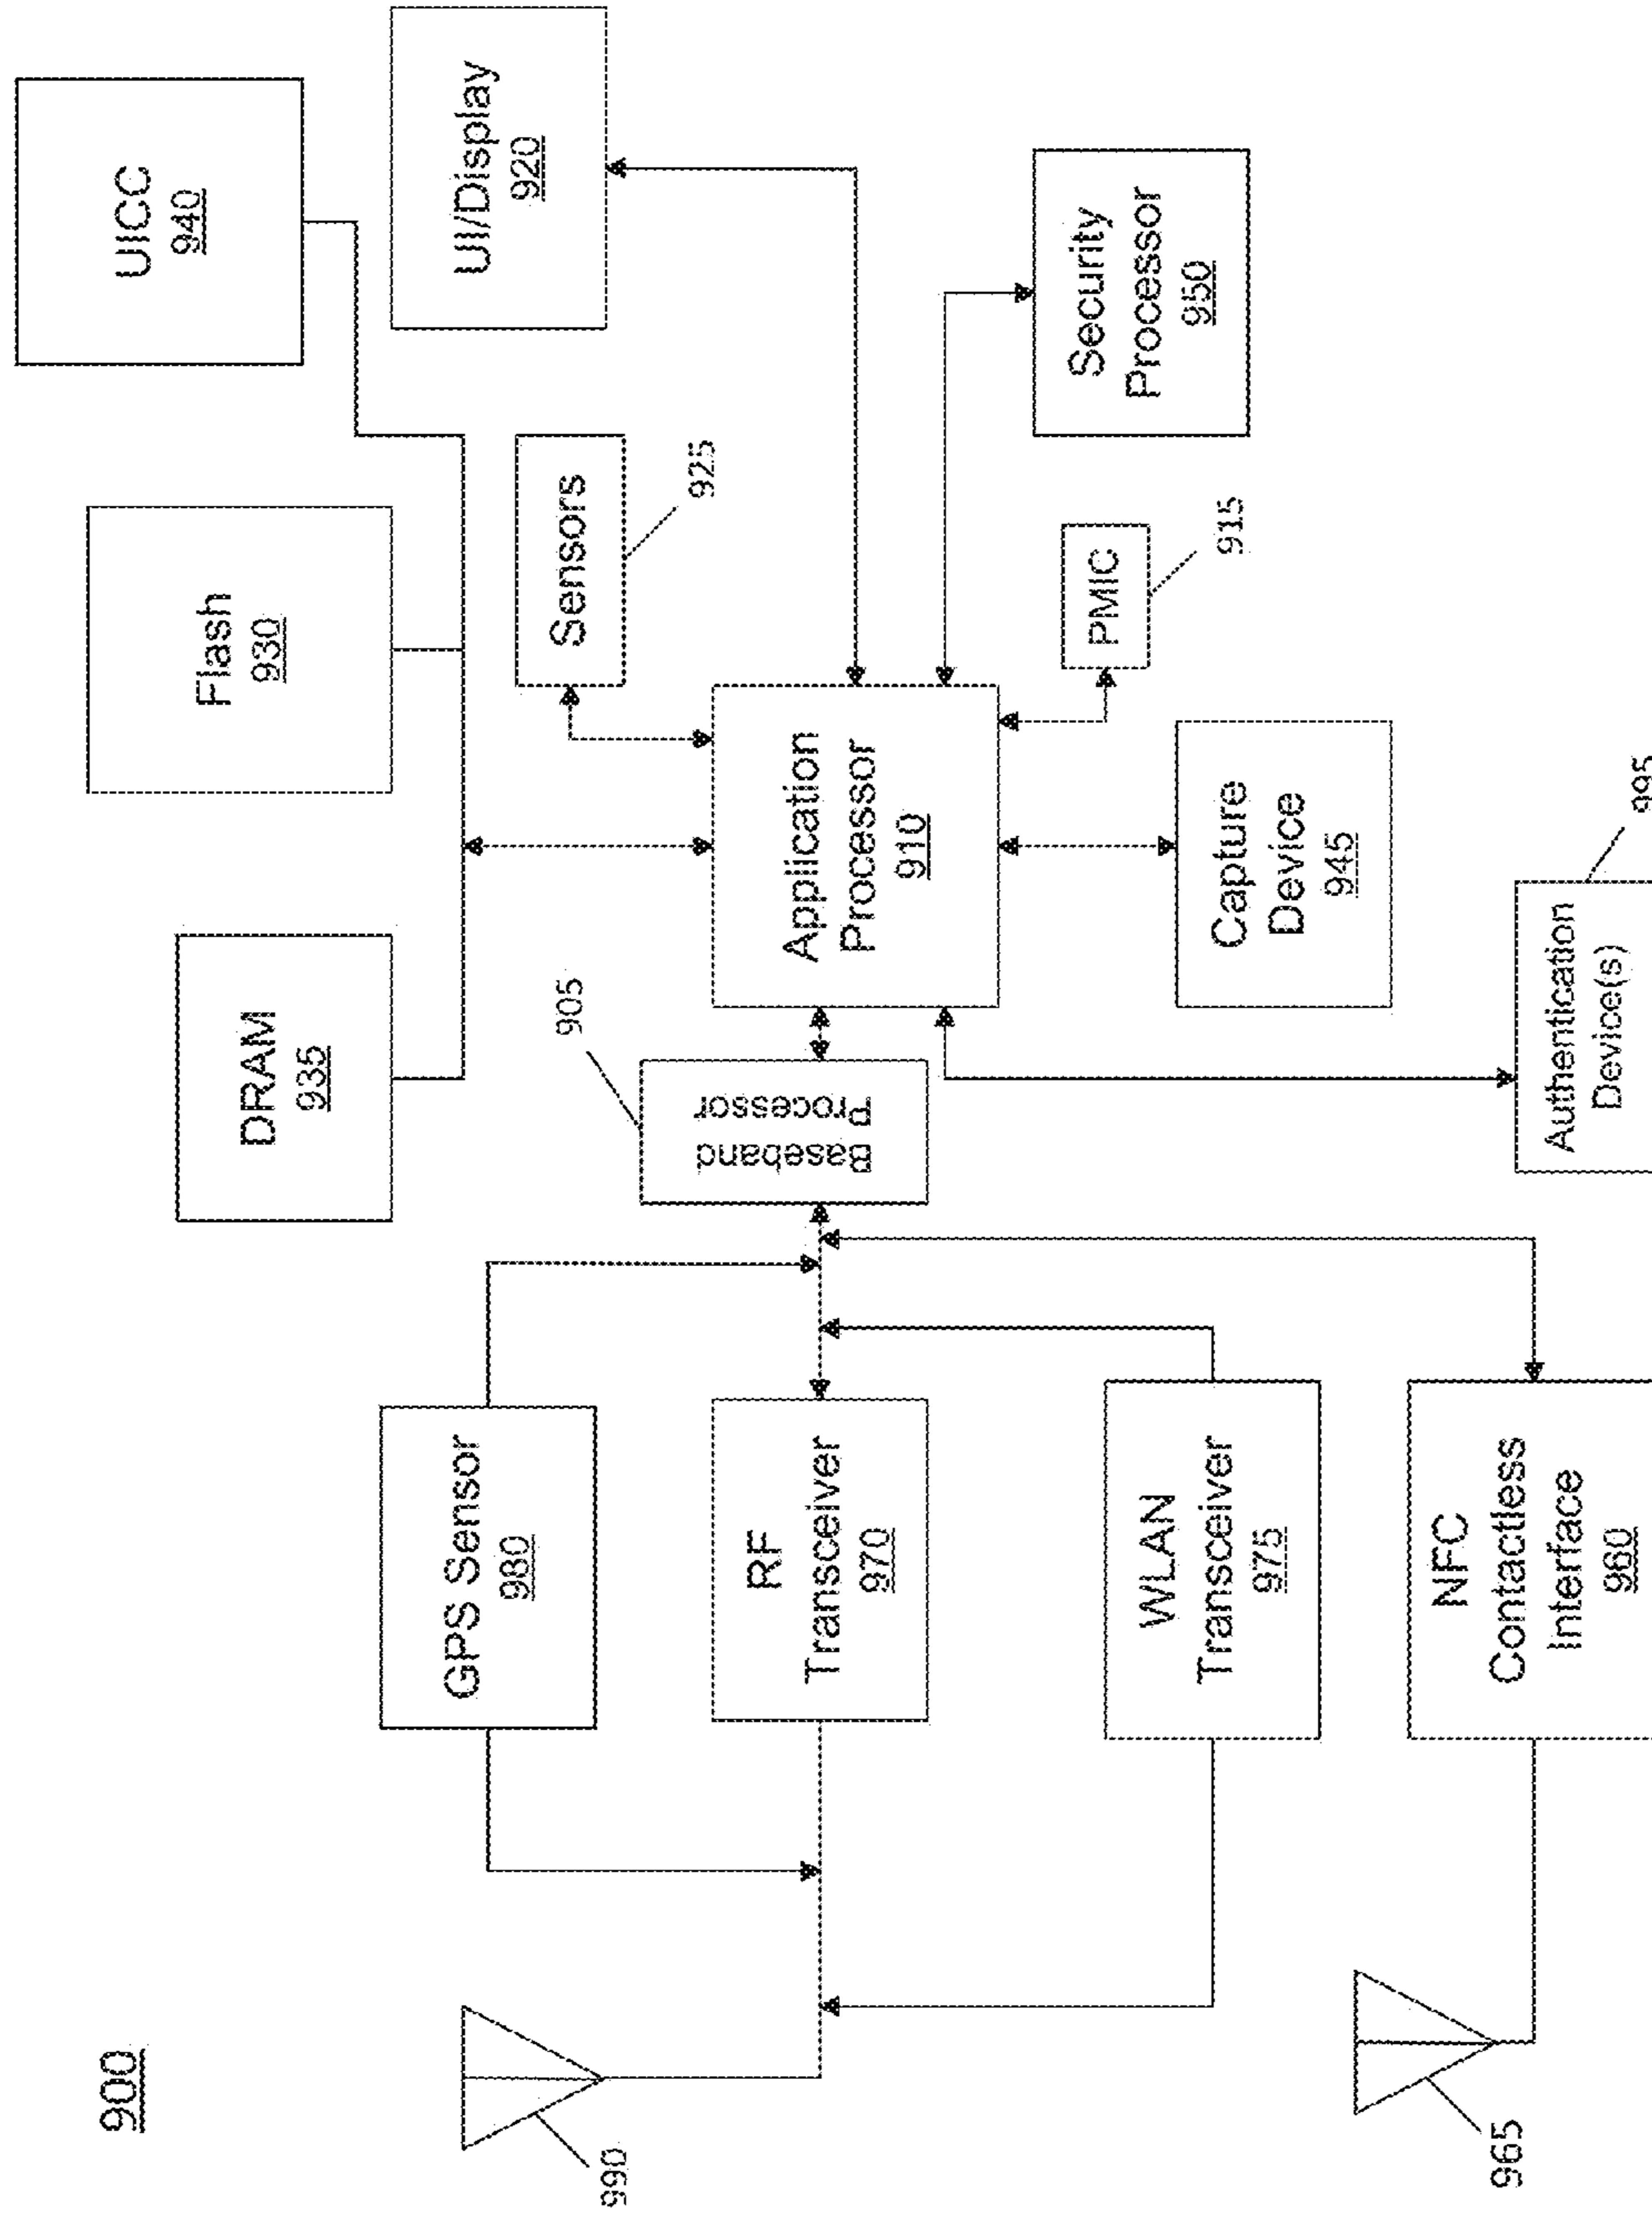 900
DRAM
935
Flash
930
UICC
940
990
GPS Sensor
980
905
Baseband
Processor
Sensors
925
UI/Display
920
RF
Transceiver
970
Application
Processor
910
WLAN
Transceiver
975
Capture
Device
945
PMIC
915
Security
Processor
950
965
NFC
Contactless
Interface
960
Authentication
Device(s)
995